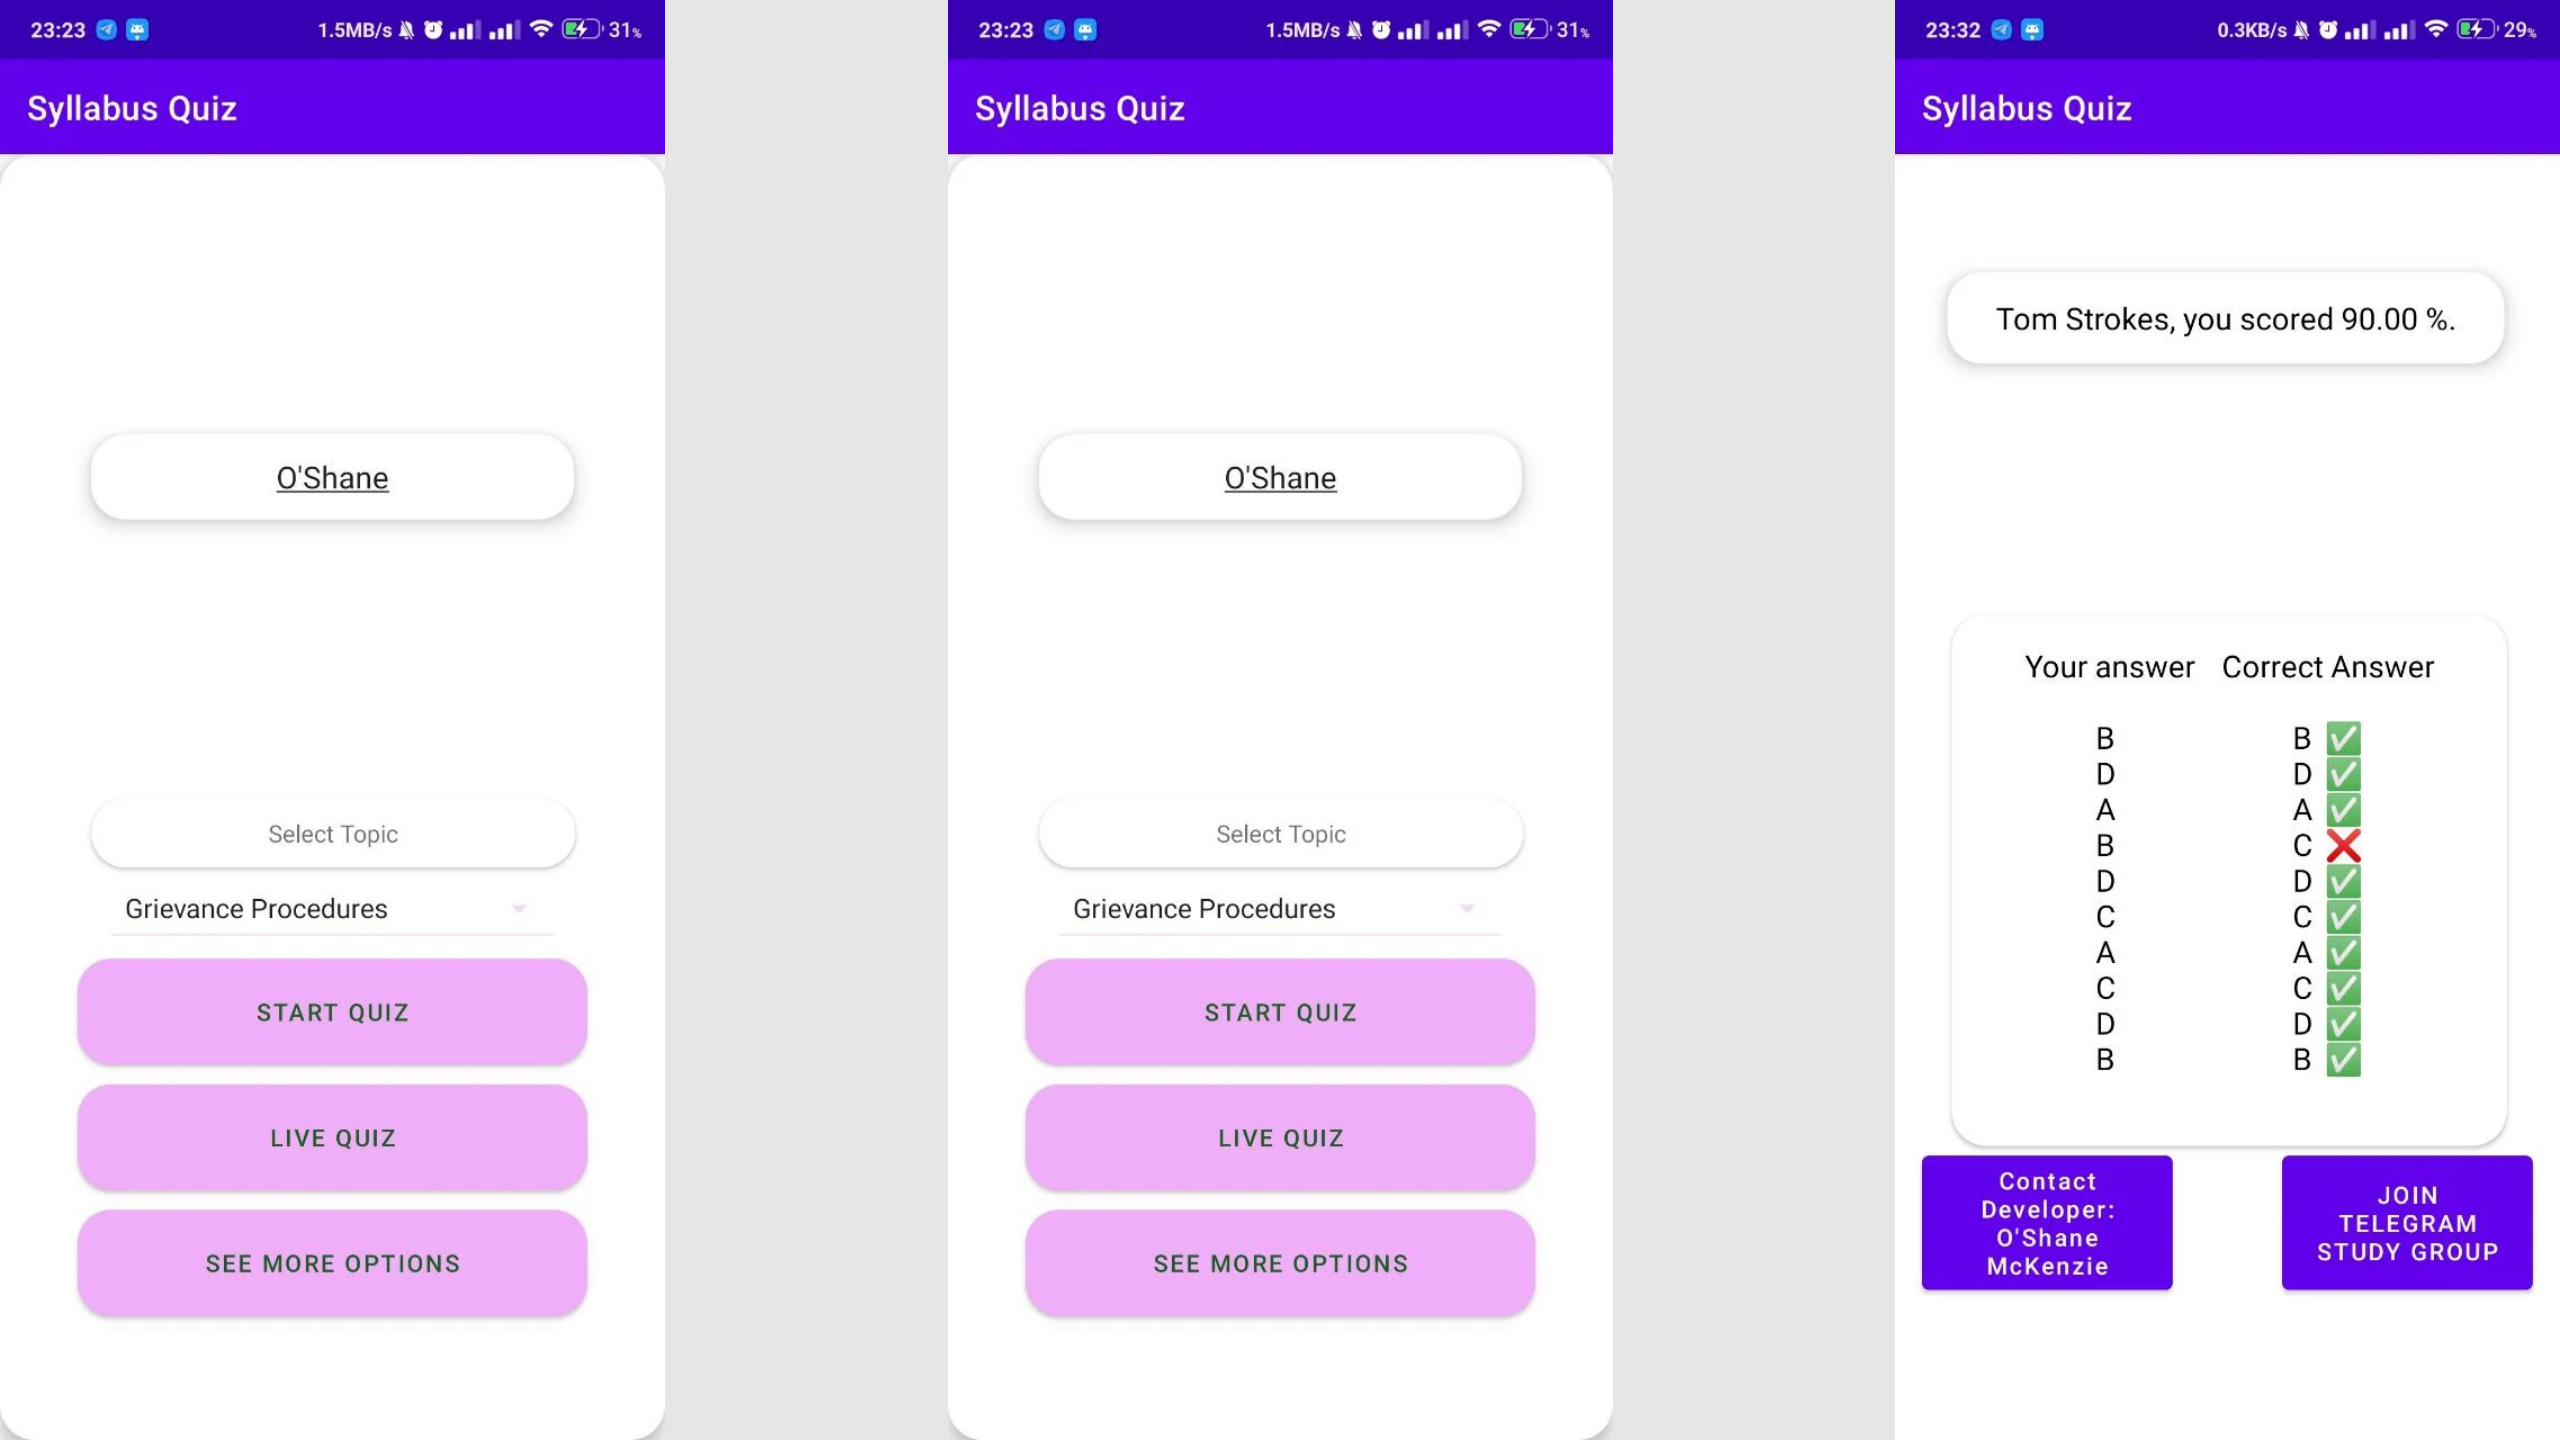 23:23 1.5MB/s 31%
Syllabus Quiz
O'Shane
Select Topic
Grievance Procedures
START QUIZ
LIVE QUIZ
SEE MORE OPTIONS
23:23 1.5MB/s 31%
Syllabus Quiz
O'Shane
Select Topic
Grievance Procedures
START QUIZ
LIVE QUIZ
SEE MORE OPTIONS
23:32 0.3KB/s 29%
Syllabus Quiz
Tom Strokes, you scored 90.00 %.
Your answer Correct Answer
B B ✅
D D ✅
A A ✅
B C ❌
D D ✅
C C ✅
A A ✅
C C ✅
D D ✅
B B ✅
Contact
Developer:
O'Shane
McKenzie
JOIN
TELEGRAM
STUDY GROUP